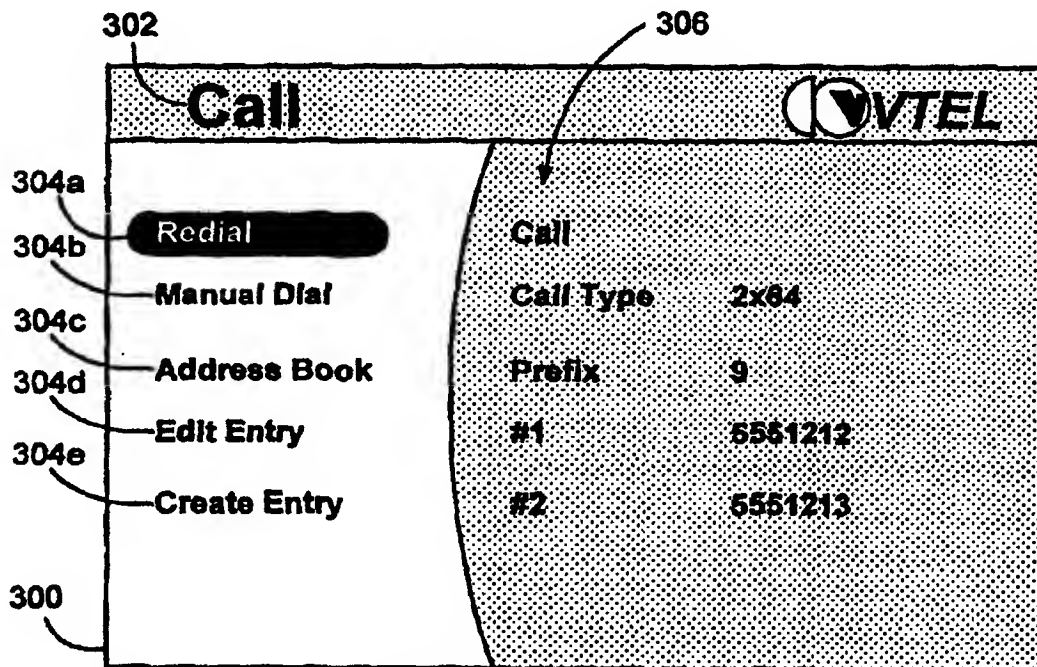 302
306
Call
VTEL
304a
Redial
Call
304b
Manual Dial
Call Type 2x64
304c
Address Book
Prefix 9
304d
Edit Entry
#1 5551212
304e
Create Entry
#2 5551213
300